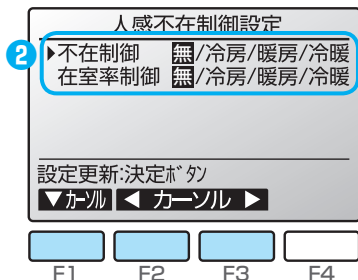 人感不在制御設定
2 ▶不在制御 無/冷房/暖房/冷暖
在室率制御 無/冷房/暖房/冷暖
設定更新:決定ボタン
▼カーソル ◀ カーソル ▶
F1 F2 F3 F4